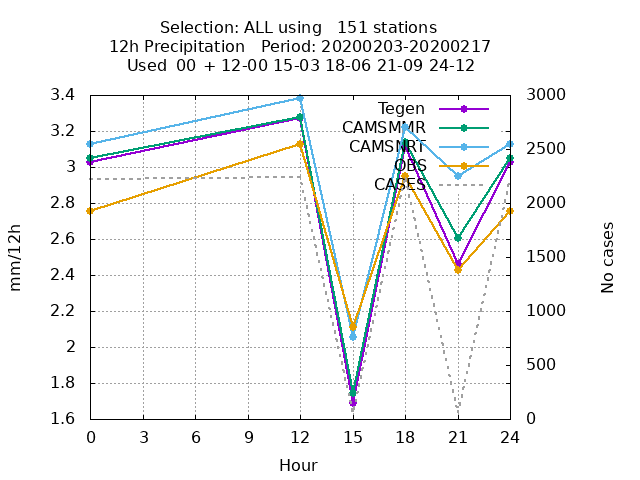 Selection: ALL using   151 stations
12h Precipitation   Period: 20200203-20200217
Used  00 + 12-00 15-03 18-06 21-09 24-12
3.4
3.2
3
2.8
2.6
2.4
2.2
2
1.8
1.6
3000
2500
2000
1500
1000
500
0
Tegen
CAMSMMR
CAMSNRT
OBS
CASES
mm/12h
No cases
0 3 6 9 12 15 18 21 24
Hour